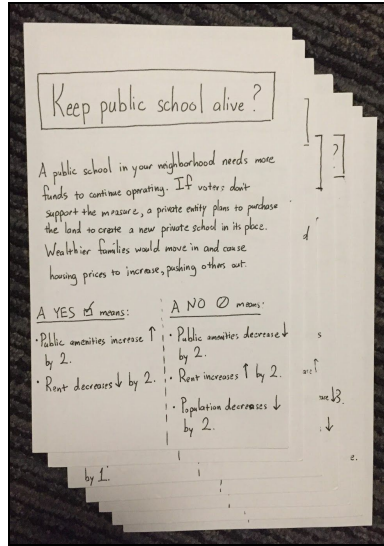 Keep public school alive?
A public school in your neighborhood needs more
funds to continue operating. If voters don't
support the measure, a private entity plans to purchase
the land to create a new private school in its place.
Wealthier families would move in and cause
housing prices to increase, pushing others out.
A YES ☑ means:
• Public amenities increase ↑
by 2.
• Rent decreases ↓ by 2.
A NO ∅ means:
• Public amenities decrease ↓
by 2.
• Rent increases ↑ by 2.
• Population decreases ↓
by 2.
by 1.
]
] ?]
d
s
↑
↓3.
↓
2.